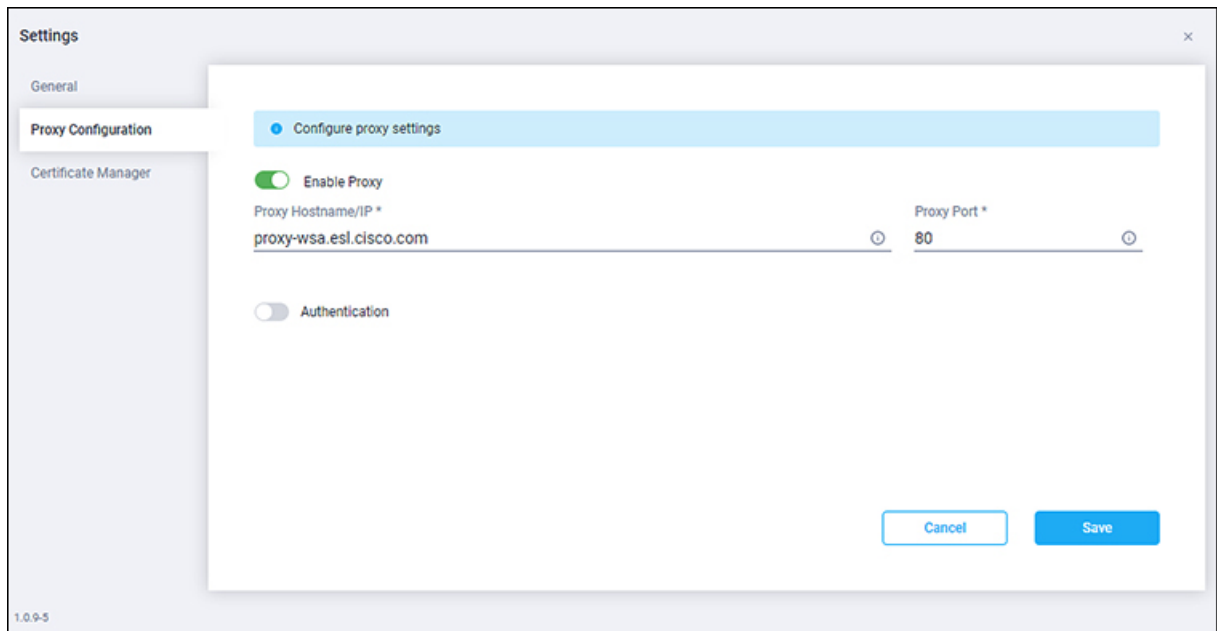 Settings
General
Proxy Configuration
Certificate Manager
Configure proxy settings
Enable Proxy
Proxy Hostname/IP *
Proxy Port *
proxy-wsa.esl.cisco.com
80
Authentication
Cancel
Save
1.0.9-5